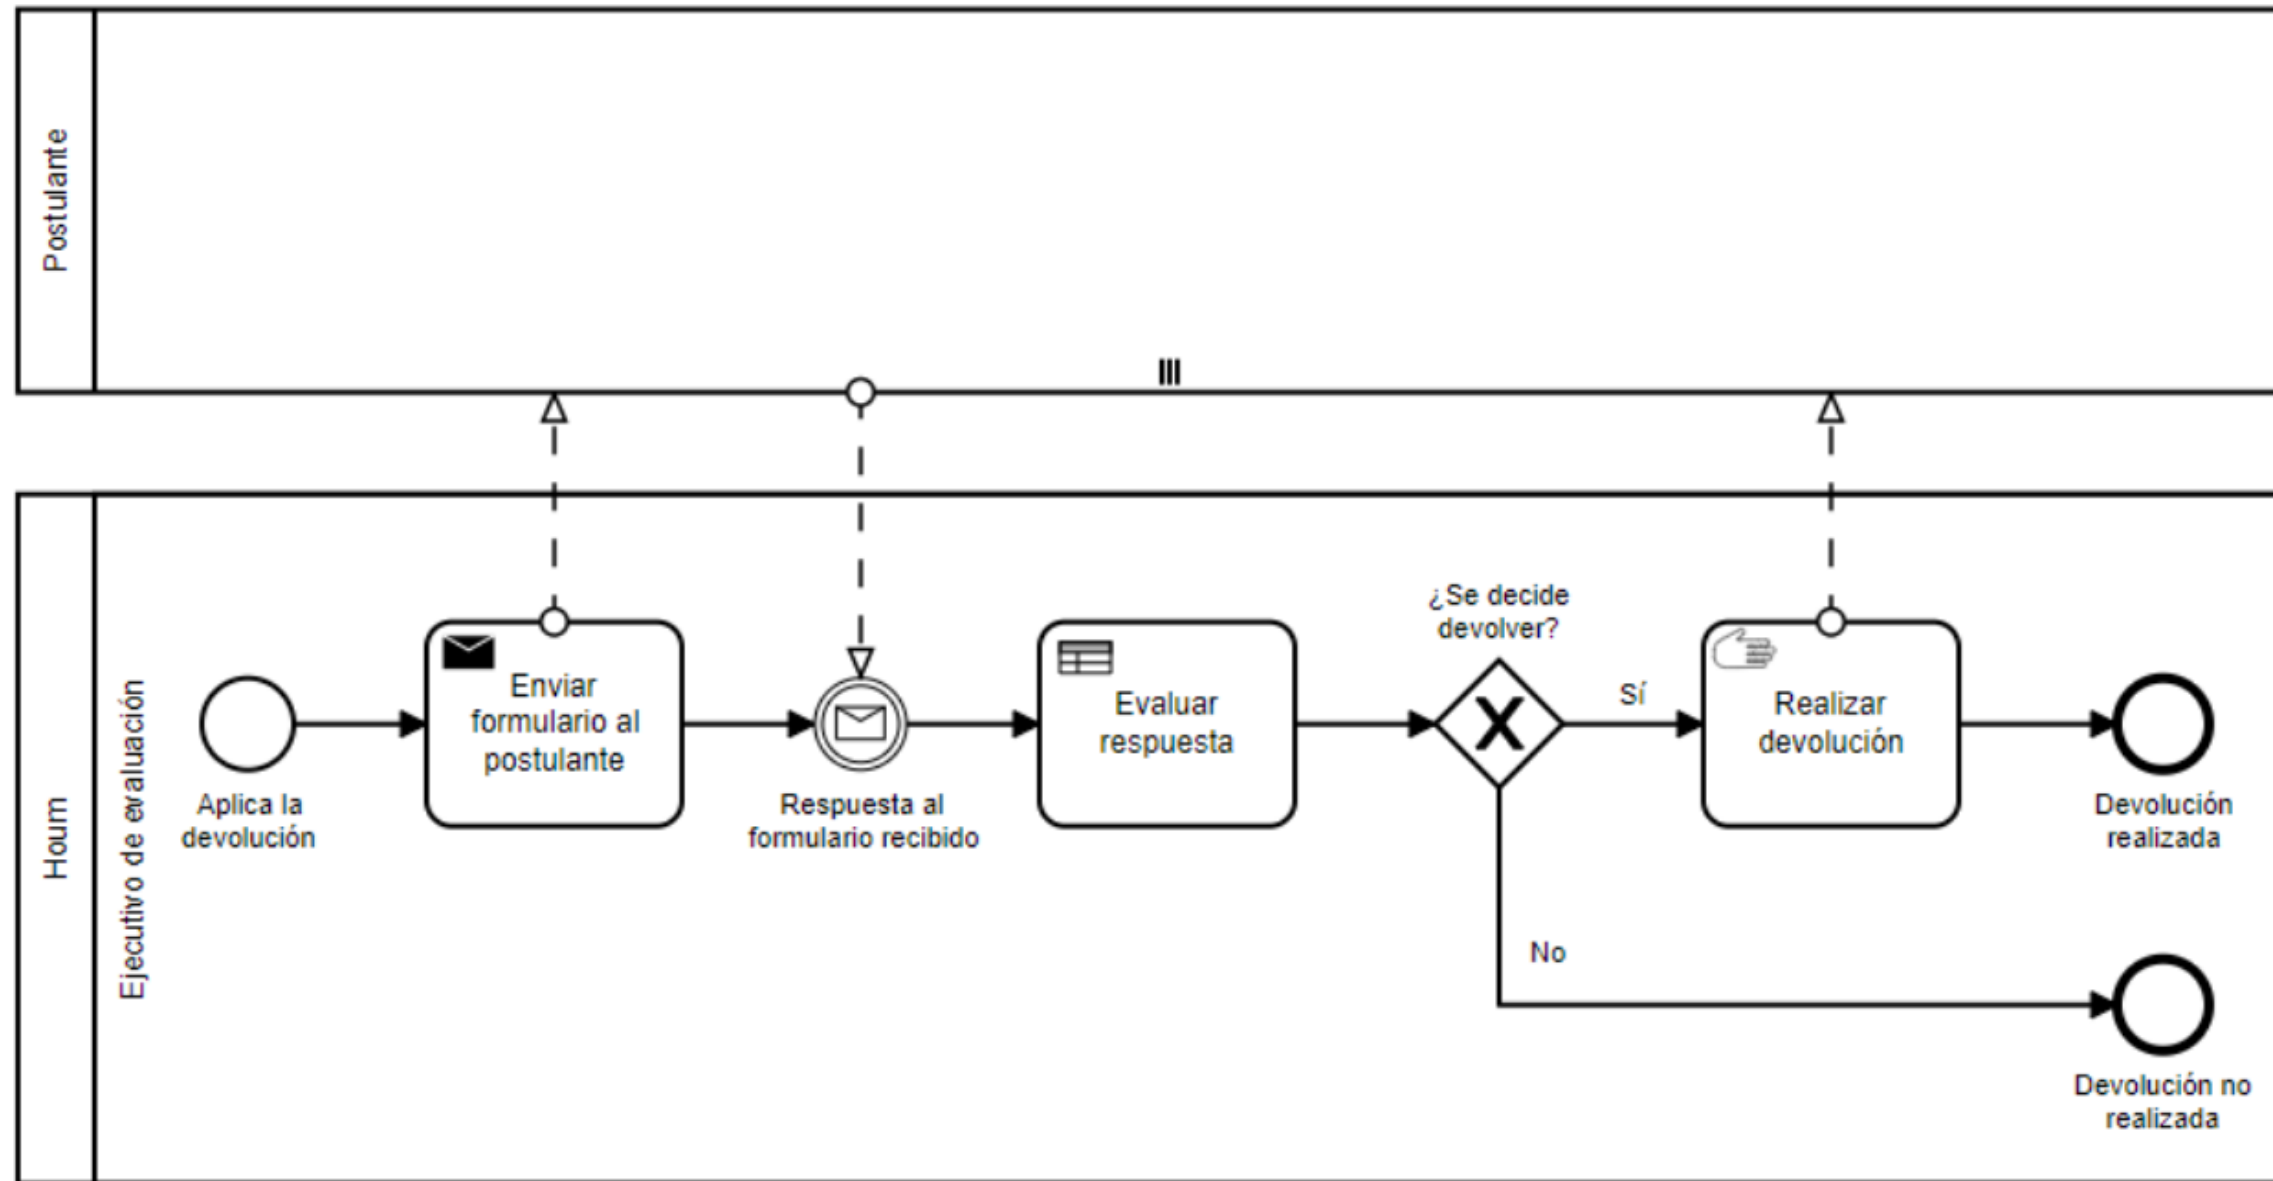 Postulante
Houm
Ejecutivo de evaluación
Aplica la
devolución
Enviar
formulario al
postulante
Respuesta al
formulario recibido
Evaluar
respuesta
¿Se decide
devolver?
Sí
No
Realizar
devolución
Devolución
realizada
Devolución no
realizada